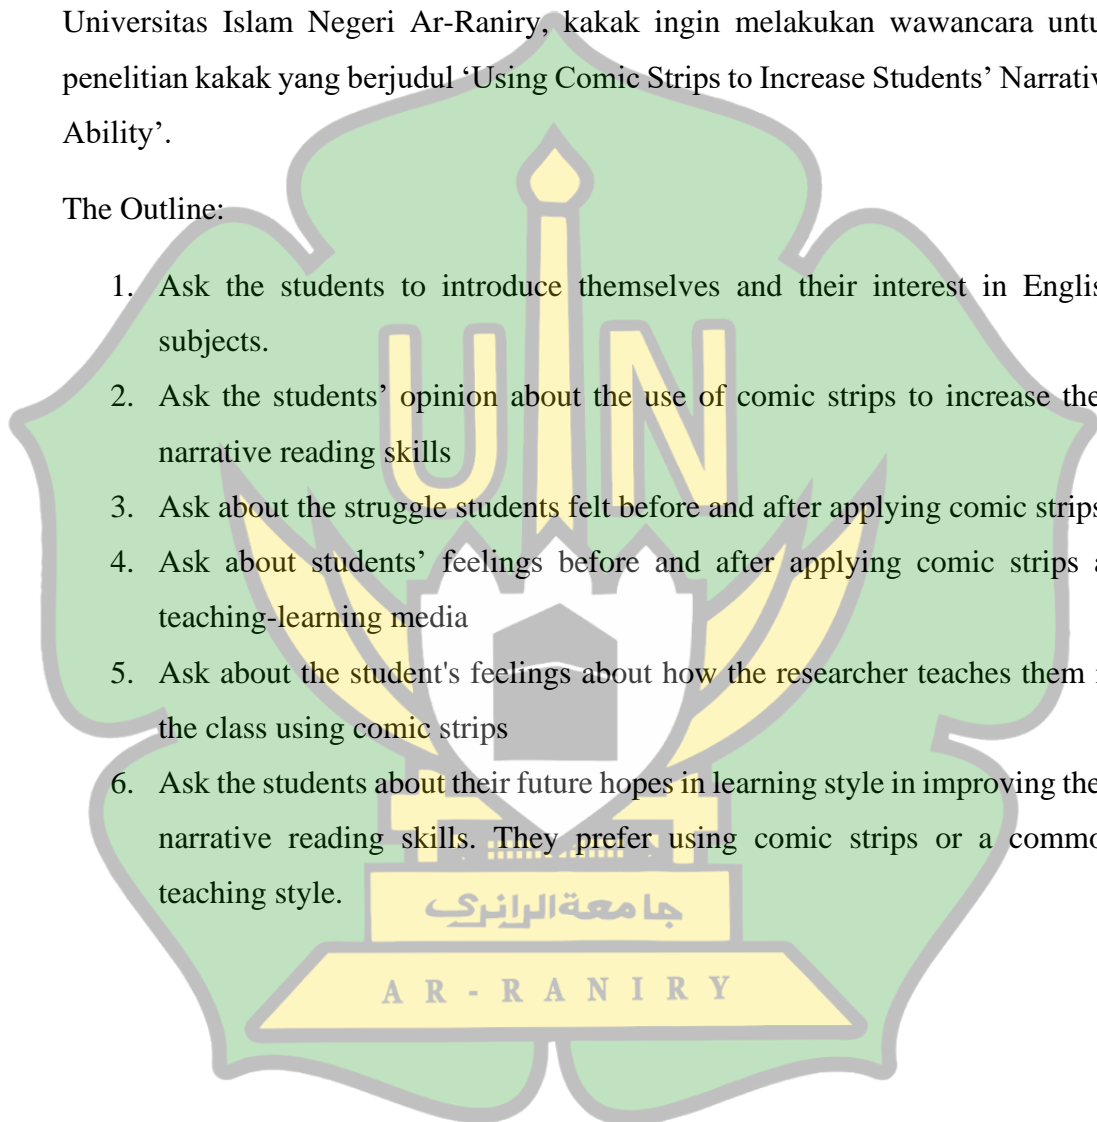 Universitas Islam Negeri Ar-Raniry, kakak ingin melakukan wawancara untu
penelitian kakak yang berjudul ‘Using Comic Strips to Increase Students’ Narrativ
Ability’.
The Outline:
1. Ask the students to introduce themselves and their interest in Englis
subjects.
2. Ask the students’ opinion about the use of comic strips to increase the
narrative reading skills
3. Ask about the struggle students felt before and after applying comic strips
4. Ask about students’ feelings before and after applying comic strips a
teaching-learning media
5. Ask about the student's feelings about how the researcher teaches them i
the class using comic strips
6. Ask the students about their future hopes in learning style in improving the
narrative reading skills. They prefer using comic strips or a commo
teaching style.
UIN
جامعة الرانري
AR-RANIRY